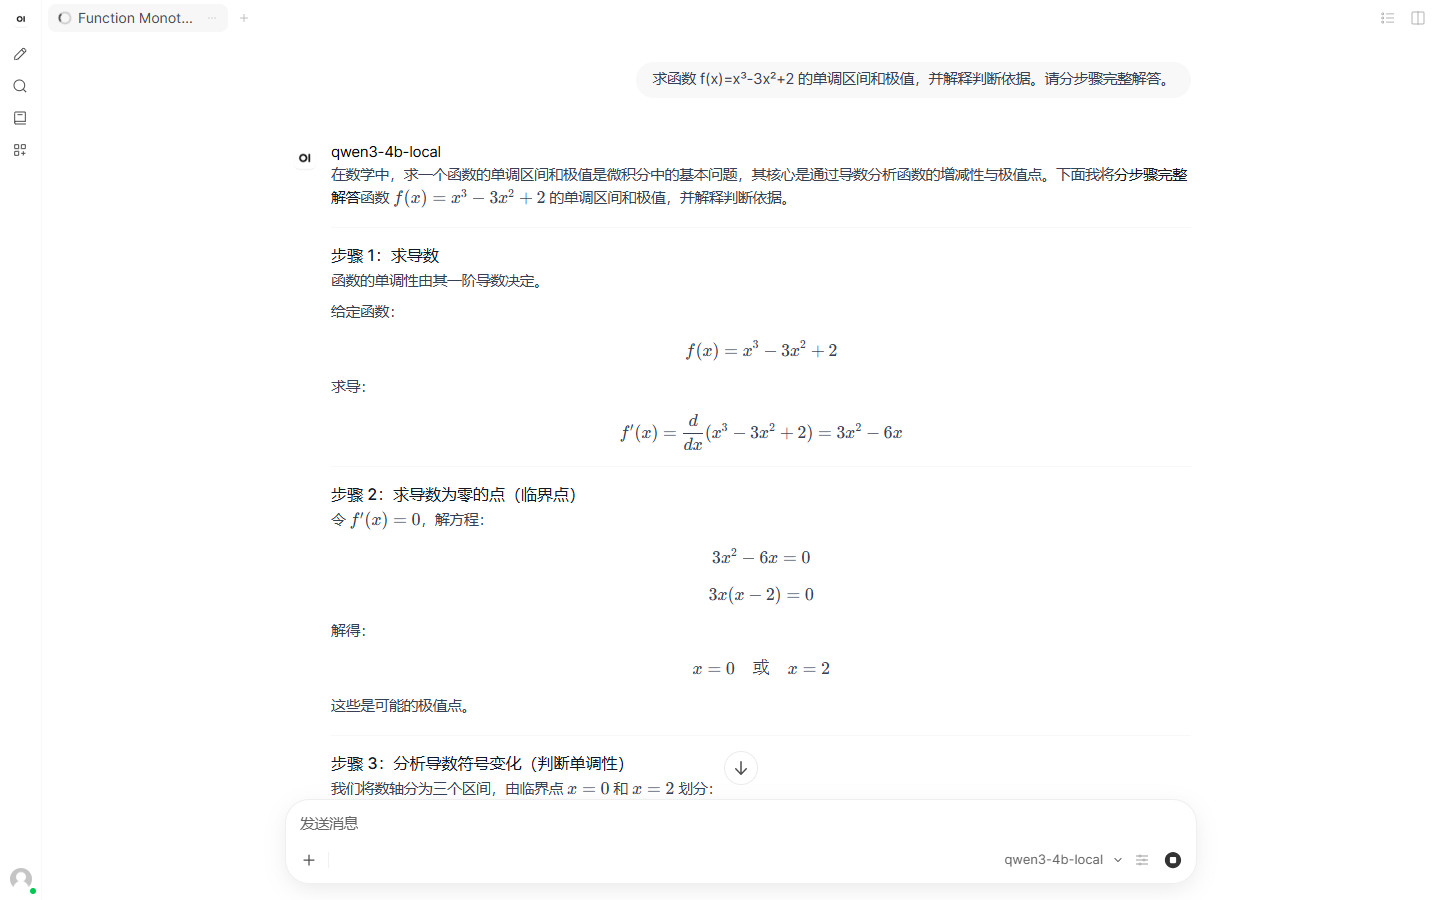 OI
Function Monot...
求函数 f(x)=x³-3x²+2 的单调区间和极值，并解释判断依据。请分步骤完整解答。
OI
qwen3-4b-local
在数学中，求一个函数的单调区间和极值是微积分中的基本问题，其核心是通过导数分析函数的增减性与极值点。下面我将分步骤完整
解答函数 f(x) = x³ − 3x² + 2 的单调区间和极值，并解释判断依据。
步骤 1：求导数
函数的单调性由其一阶导数决定。
给定函数：
f(x) = x³ − 3x² + 2
求导：
f′(x) = d/dx (x³ − 3x² + 2) = 3x² − 6x
步骤 2：求导数为零的点（临界点）
令 f′(x) = 0，解方程：
3x² − 6x = 0
3x(x − 2) = 0
解得：
x = 0 或 x = 2
这些是可能的极值点。
步骤 3：分析导数符号变化（判断单调性）
我们将数轴分为三个区间，由临界点 x = 0 和 x = 2 划分：
发送消息
qwen3-4b-local